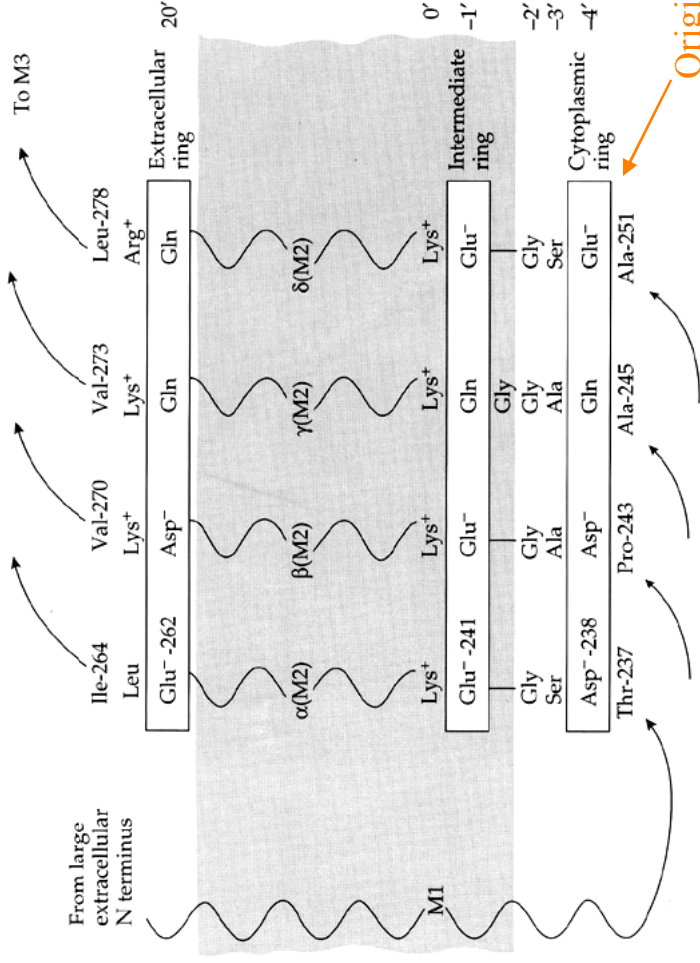 To M3
From large
extracellular
N terminus
Ile-264 Val-270 Val-273 Leu-278
Leu Lys⁺ Lys⁺ Arg⁺
Glu⁻-262 Asp⁻ Gln Gln
Extracellular
ring
20′
α(M2) β(M2) γ(M2) δ(M2)
M1
Lys⁺ Lys⁺ Lys⁺ Lys⁺
0′
Glu⁻-241 Glu⁻ Gln Glu⁻
Intermediate
ring
-1′
Gly
Gly Gly Gly Gly
-2′
Ser Ala Ala Ser
-3′
Asp⁻-238 Asp⁻ Gln Glu⁻
Cytoplasmic
ring
-4′
Thr-237 Pro-243 Ala-245 Ala-251
Origi